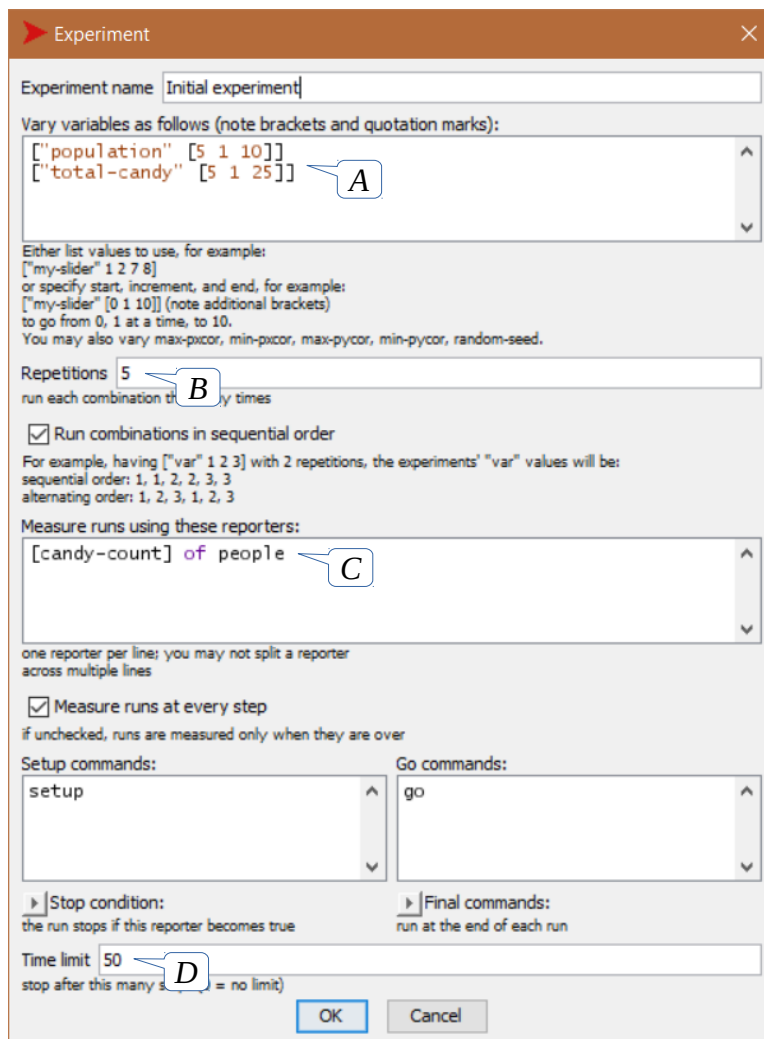 Experiment
Experiment name Initial experiment
Vary variables as follows (note brackets and quotation marks):
["population" [5 1 10]]
["total-candy" [5 1 25]]
A
Either list values to use, for example:
["my-slider" 1 2 7 8]
or specify start, increment, and end, for example:
["my-slider" [0 1 10]] (note additional brackets)
to go from 0, 1 at a time, to 10.
You may also vary max-pxcor, min-pxcor, max-pycor, min-pycor, random-seed.
Repetitions 5
B
run each combination times
Run combinations in sequential order
For example, having ["var" 1 2 3] with 2 repetitions, the experiments' "var" values will be:
sequential order: 1, 1, 2, 2, 3, 3
alternating order: 1, 2, 3, 1, 2, 3
Measure runs using these reporters:
[candy-count] of people
C
one reporter per line; you may not split a reporter
across multiple lines
Measure runs at every step
if unchecked, runs are measured only when they are over
Setup commands:
Go commands:
setup
go
Stop condition:
the run stops if this reporter becomes true
Final commands:
run at the end of each run
Time limit 50
D
stop after this many = no limit)
OK
Cancel